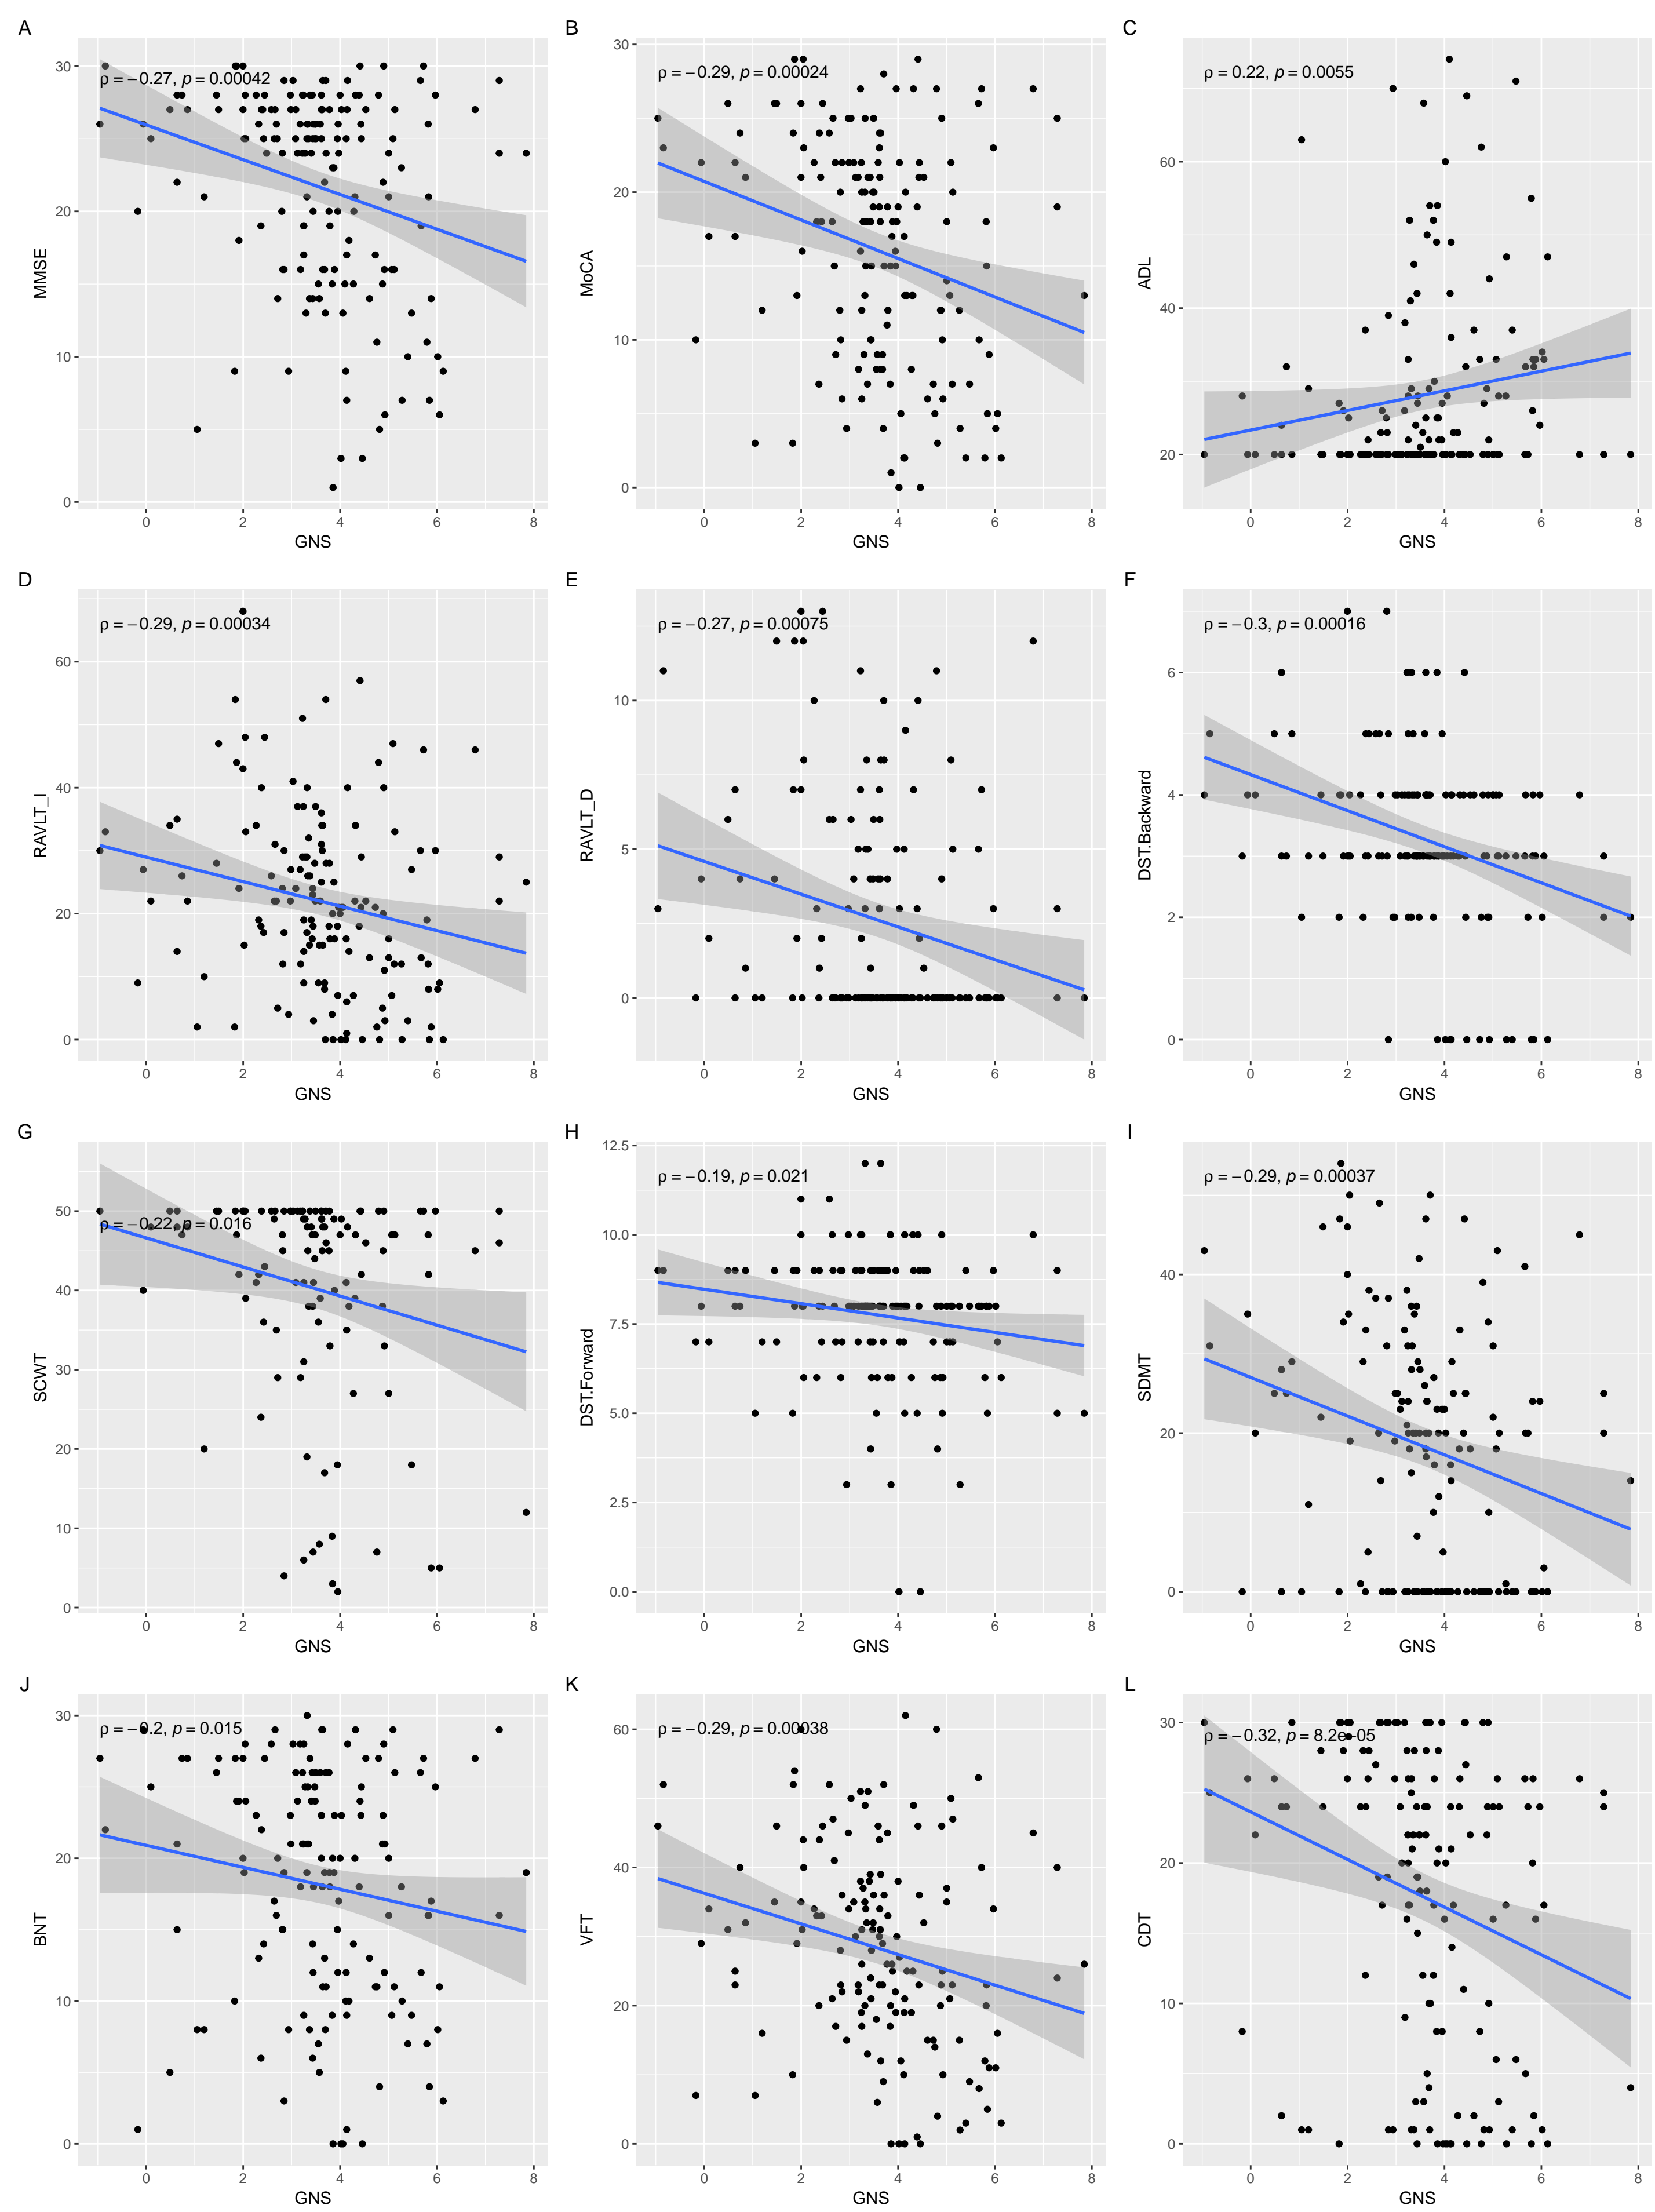 A
ρ = −0.27, p = 0.00042
30
20
10
0
MMSE
0 2 4 6 8
GNS
B
ρ = −0.29, p = 0.00024
30
20
10
0
MoCA
0 2 4 6 8
GNS
C
ρ = 0.22, p = 0.0055
60
40
20
ADL
0 2 4 6 8
GNS
D
ρ = −0.29, p = 0.00034
60
40
20
0
RAVLT_I
0 2 4 6 8
GNS
E
ρ = −0.27, p = 0.00075
10
5
0
RAVLT_D
0 2 4 6 8
GNS
F
ρ = −0.3, p = 0.00016
6
4
2
0
DST.Backward
0 2 4 6 8
GNS
G
ρ = −0.22, p = 0.016
50
40
30
20
10
0
SCWT
0 2 4 6 8
GNS
H
ρ = −0.19, p = 0.021
12.5
10.0
7.5
5.0
2.5
0.0
DST.Forward
0 2 4 6 8
GNS
I
ρ = −0.29, p = 0.00037
40
20
0
SDMT
0 2 4 6 8
GNS
J
ρ = −0.2, p = 0.015
30
20
10
0
BNT
0 2 4 6 8
GNS
K
ρ = −0.29, p = 0.00038
60
40
20
0
VFT
0 2 4 6 8
GNS
L
ρ = −0.32, p = 8.2e−05
30
20
10
0
CDT
0 2 4 6 8
GNS